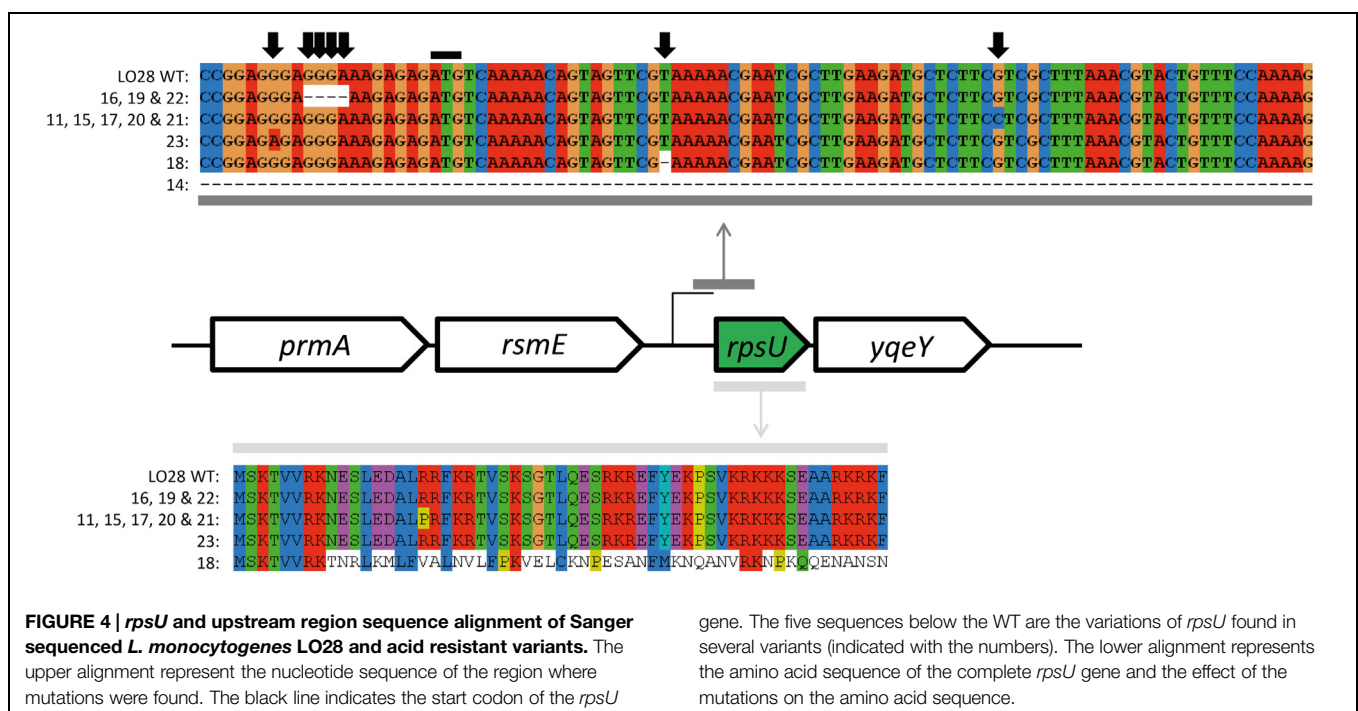 LO28 WT: CCGGAGGGAGGGAAAGAGAGATGTCAAAAACAGTAGTTCGTAAAAACGAATCGCTTGAAGATGCTCTTCGTCGCTTTAAACGTACTGTTTCCAAAAG
16, 19 & 22: CCGGAGGGA----AAGAGAGATGTCAAAAACAGTAGTTCGTAAAAACGAATCGCTTGAAGATGCTCTTCGTCGCTTTAAACGTACTGTTTCCAAAAG
11, 15, 17, 20 & 21: CCGGAGGGAGGGAAAGAGAGATGTCAAAAACAGTAGTTCGTAAAAACGAATCGCTTGAAGATGCTCTTCCTCGCTTTAAACGTACTGTTTCCAAAAG
23: CCGGAGAGAGGGAAAGAGAGATGTCAAAAACAGTAGTTCGTAAAAACGAATCGCTTGAAGATGCTCTTCGTCGCTTTAAACGTACTGTTTCCAAAAG
18: CCGGAGGGAGGGAAAGAGAGATGTCAAAAACAGTAGTTCG-AAAAACGAATCGCTTGAAGATGCTCTTCGTCGCTTTAAACGTACTGTTTCCAAAAG
14: -------------------------------------------------------------------------------------------------
prmA rsmE rpsU yqeY
LO28 WT: MSKTVVRKNESLEDALRRFKRTVSKSGTLQESRKREFYEKPSVKRKKKSEAARKRKF
16, 19 & 22: MSKTVVRKNESLEDALRRFKRTVSKSGTLQESRKREFYEKPSVKRKKKSEAARKRKF
11, 15, 17, 20 & 21: MSKTVVRKNESLEDALPRFKRTVSKSGTLQESRKREFYEKPSVKRKKKSEAARKRKF
23: MSKTVVRKNESLEDALRRFKRTVSKSGTLQESRKREFYEKPSVKRKKKSEAARKRKF
18: MSKTVVRKTNRLKMLFVALNVLFPKVELCKNPESANFMKNQANVRKNPKQQENANSN
FIGURE 4 | rpsU and upstream region sequence alignment of Sanger
sequenced L. monocytogenes LO28 and acid resistant variants. The
upper alignment represent the nucleotide sequence of the region where
mutations were found. The black line indicates the start codon of the rpsU
gene. The five sequences below the WT are the variations of rpsU found in
several variants (indicated with the numbers). The lower alignment represents
the amino acid sequence of the complete rpsU gene and the effect of the
mutations on the amino acid sequence.